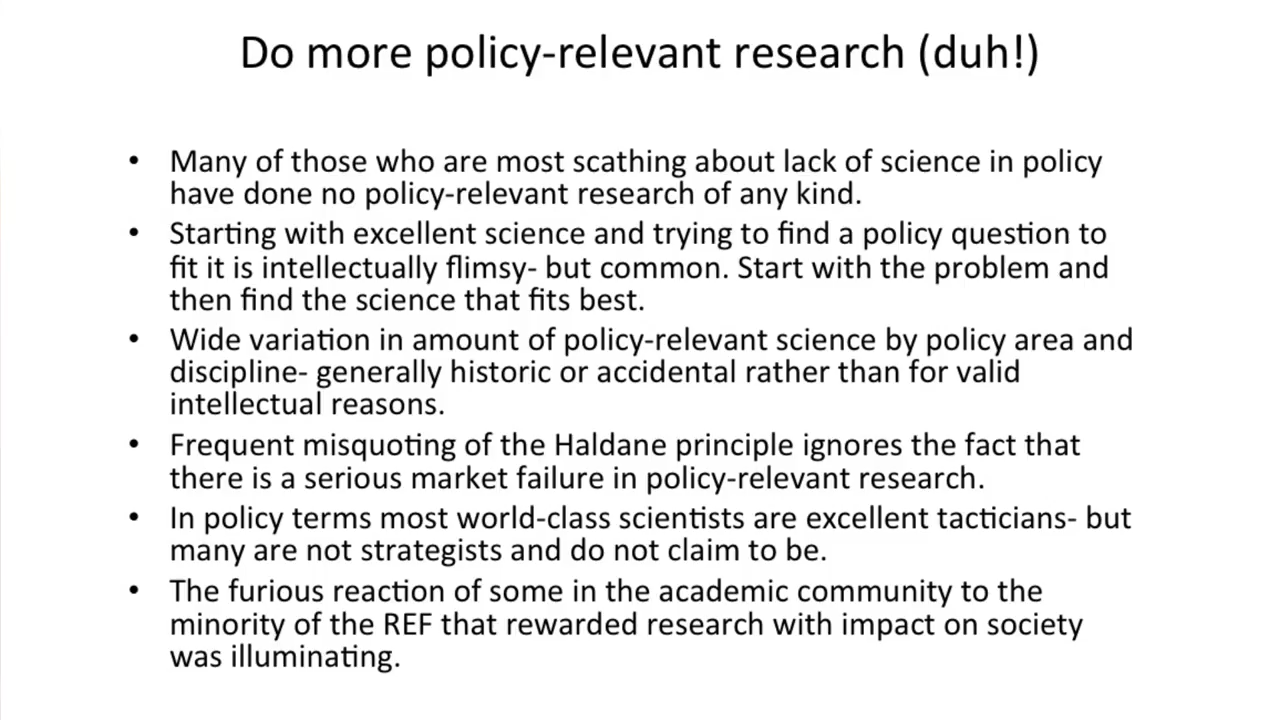 Do more policy-relevant research (duh!)
• Many of those who are most scathing about lack of science in policy
have done no policy-relevant research of any kind.
• Starting with excellent science and trying to find a policy question to
fit it is intellectually flimsy- but common. Start with the problem and
then find the science that fits best.
• Wide variation in amount of policy-relevant science by policy area and
discipline- generally historic or accidental rather than for valid
intellectual reasons.
• Frequent misquoting of the Haldane principle ignores the fact that
there is a serious market failure in policy-relevant research.
• In policy terms most world-class scientists are excellent tacticians- but
many are not strategists and do not claim to be.
• The furious reaction of some in the academic community to the
minority of the REF that rewarded research with impact on society
was illuminating.